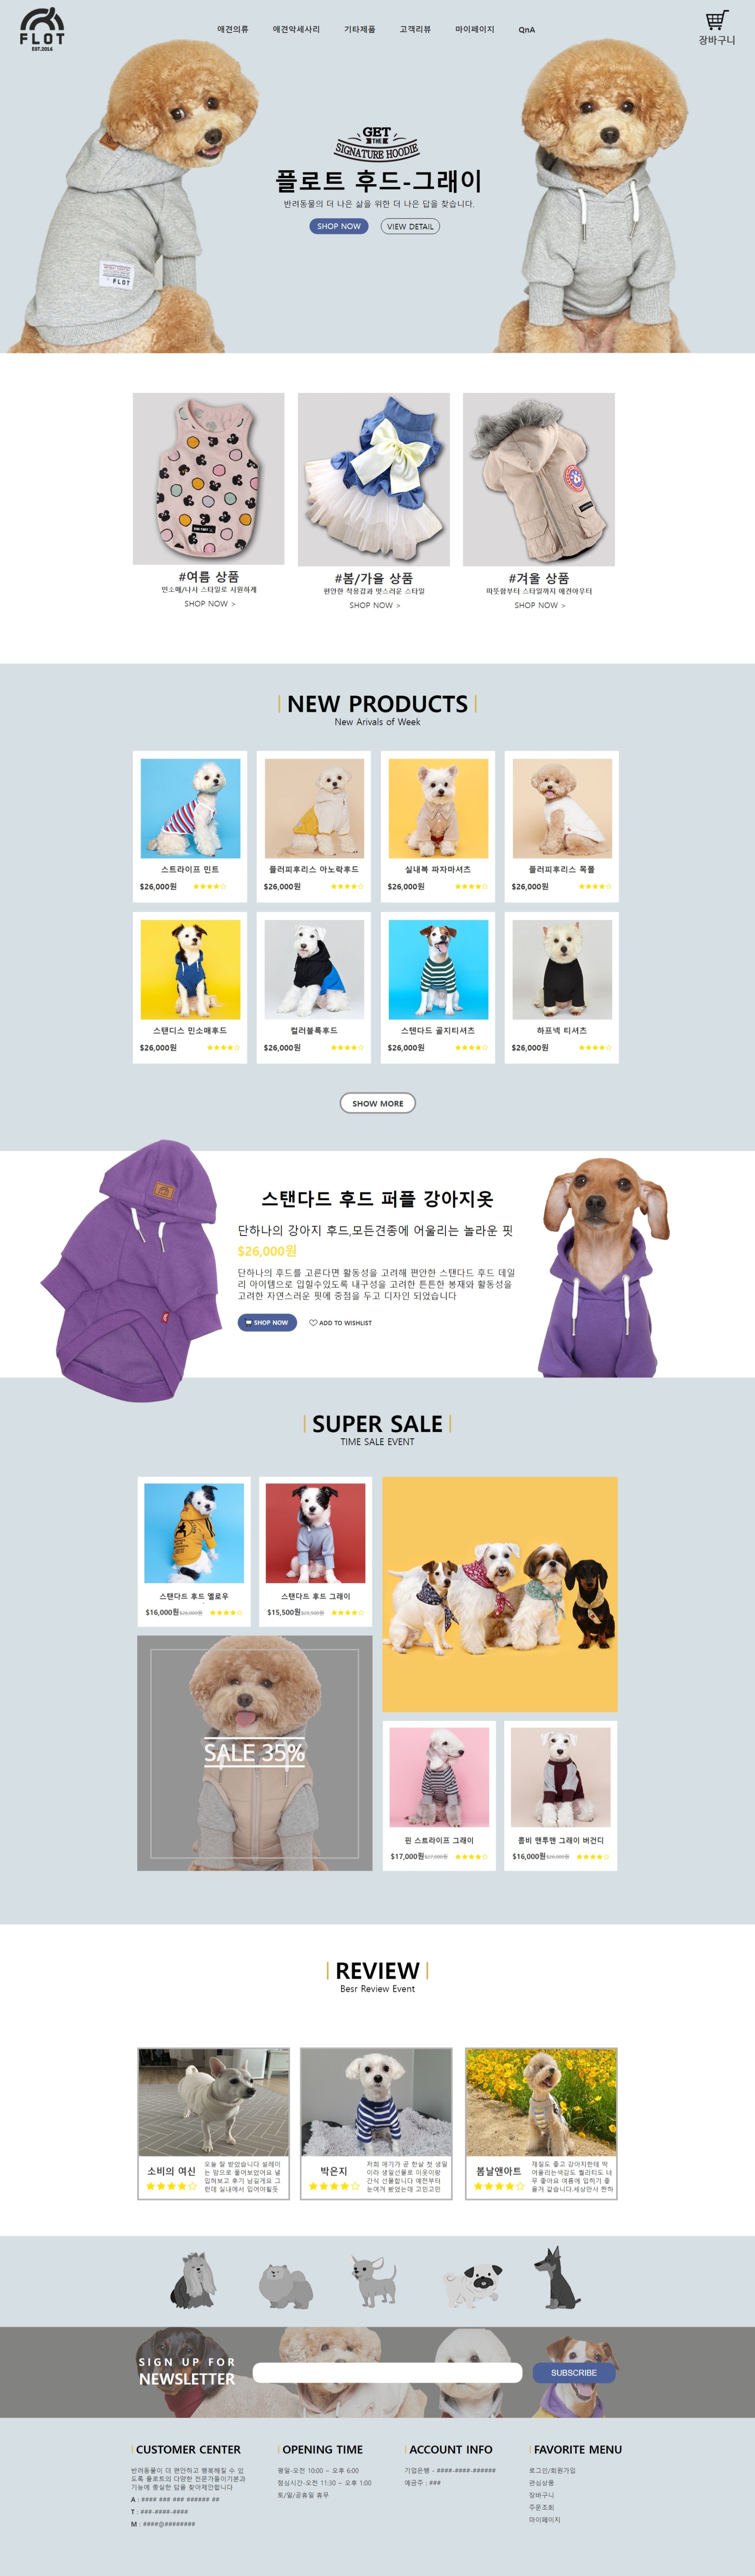 FLOT
EST.2016
애견의류 애견악세사리 기타제품 고객리뷰 마이페이지 QnA
장바구니
GET
THE
SIGNATURE HOODIE
플로트 후드-그레이
반려동물의 더 나은 삶을 위한 더 나은 답을 찾습니다.
SHOP NOW VIEW DETAIL
FLOT
#여름 상품
민소매/나시 스타일로 시원하게
SHOP NOW >
#봄/가을 상품
편안한 착용감과 멋스러운 스타일
SHOP NOW >
#겨울 상품
따뜻함부터 스타일까지 애견아우터
SHOP NOW >
NEW PRODUCTS
New Arivals of Week
스트라이프 민트
$26,000원
플러피후리스 아노락후드
$26,000원
실내복 파자마셔츠
$26,000원
플러피후리스 목폴
$26,000원
스탠디스 민소매후드
$26,000원
컬러블록후드
$26,000원
스탠다드 골지티셔츠
$26,000원
하프넥 티셔츠
$26,000원
SHOW MORE
스탠다드 후드 퍼플 강아지옷
단하나의 강아지 후드,모든견종에 어울리는 놀라운 핏
$26,000원
단하나의 후드를 고른다면 활동성을 고려해 편안한 스탠다드 후드 데일
리 아이템으로 입힐수있도록 내구성을 고려한 튼튼한 봉재와 활동성을
고려한 자연스러운 핏에 중점을 두고 디자인 되었습니다
SHOP NOW ADD TO WISHLIST
SUPER SALE
TIME SALE EVENT
스탠다드 후드 옐로우
$16,000원
스탠다드 후드 그레이
$15,500원
SALE 35%
핀 스트라이프 그레이
$17,000원
콤비 맨투맨 그레이 버건디
$16,000원
REVIEW
Besr Review Event
소비의 여신
오늘 잘 받았습니다 설레이
는 맘으로 풀어보았어요 낼
입혀보고 후기 남길게요 그
런데 실내에서 입어야될듯
박은지
저희 애기가 곧 한살 첫 생일
이라 생일선물로 이옷이랑
간식 선물합니다 예전부터
눈여겨 봤었는데 고민고민
봄날앤아트
재질도 좋고 강아지한테 딱
어울리는색감도 퀄리티도 너
무 좋아요 여름에 입히기 좋
을거 같습니다.세상만사 편하
SIGN UP FOR
NEWSLETTER
SUBSCRIBE
CUSTOMER CENTER
반려동물이 더 편안하고 행복해질 수 있
도록 플로트의 다양한 전문가들이기본과
기능에 충실한 답을 찾아제안합니다
A : #### ### ### ###### ##
T : ###-####-####
M : ####@########
OPENING TIME
평일-오전 10:00 ~ 오후 6:00
점심시간-오전 11:30 ~ 오후 1:00
토/일/공휴일 휴무
ACCOUNT INFO
기업은행 - ####-####-######
예금주 : ###
FAVORITE MENU
로그인/회원가입
관심상품
장바구니
주문조회
마이페이지